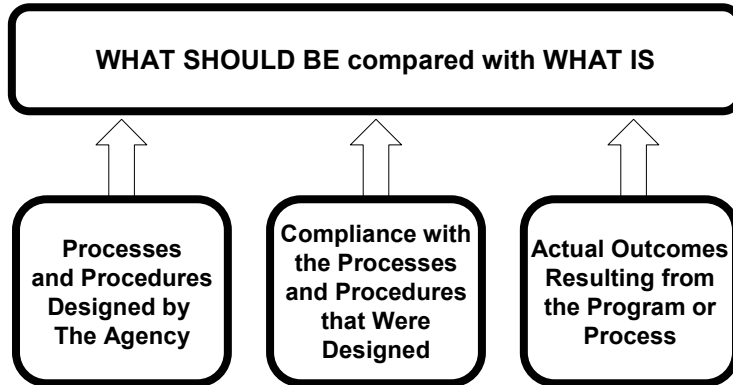 WHAT SHOULD BE compared with WHAT IS
Processes
and Procedures
Designed by
The Agency
Compliance with
the Processes
and Procedures
that Were
Designed
Actual Outcomes
Resulting from
the Program or
Process